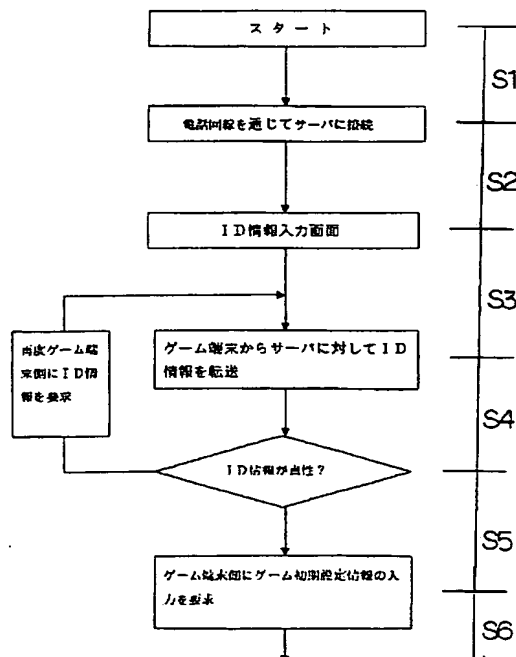 スタート
S1
電話回線を通じてサーバに接続
S2
ID情報入力画面
S3
再度ゲーム端
末側にID情
報を要求
ゲーム端末からサーバに対してID
情報を転送
S4
ID情報が
S5
ゲーム端末側にゲーム初期設定情報の入
力を要求
S6